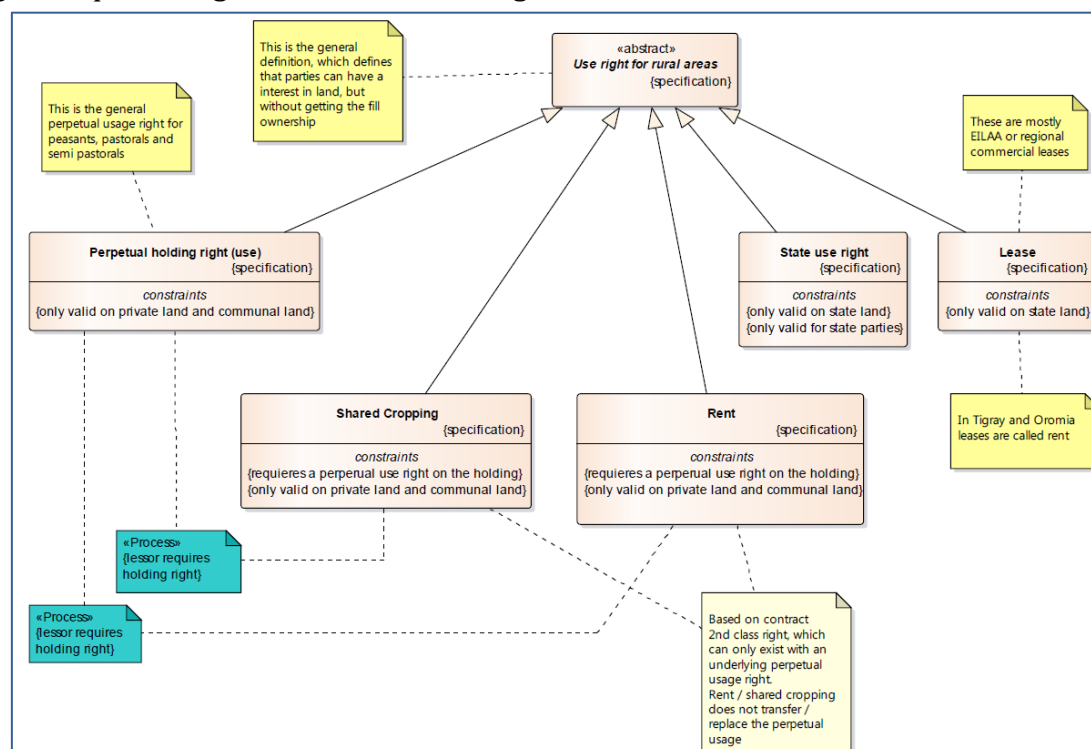 This is the general
definition, which defines
that parties can have a
interest in land, but
without getting the fill
ownership
«abstract»
Use right for rural areas
{specification}
This is the general
perpetual usage right for
peasants, pastorals and
semi pastorals
These are mostly
EILAA or regional
commercial leases
Perpetual holding right (use)
{specification}
constraints
{only valid on private land and communal land}
State use right
{specification}
constraints
{only valid on state land}
{only valid for state parties}
Lease
{specification}
constraints
{only valid on state land}
Shared Cropping
{specification}
constraints
{requieres a perperual use right on the holding}
{only valid on private land and communal land}
Rent
{specification}
constraints
{requieres a perperual use right on the holding}
{only valid on private land and communal land}
In Tigray and Oromia
leases are called rent
«Process»
{lessor requires
holding right}
«Process»
{lessor requires
holding right}
Based on contract
2nd class right, which
can only exist with an
underlying perpetual
usage right.
Rent / shared cropping
does not transfer /
replace the perpetual
usage